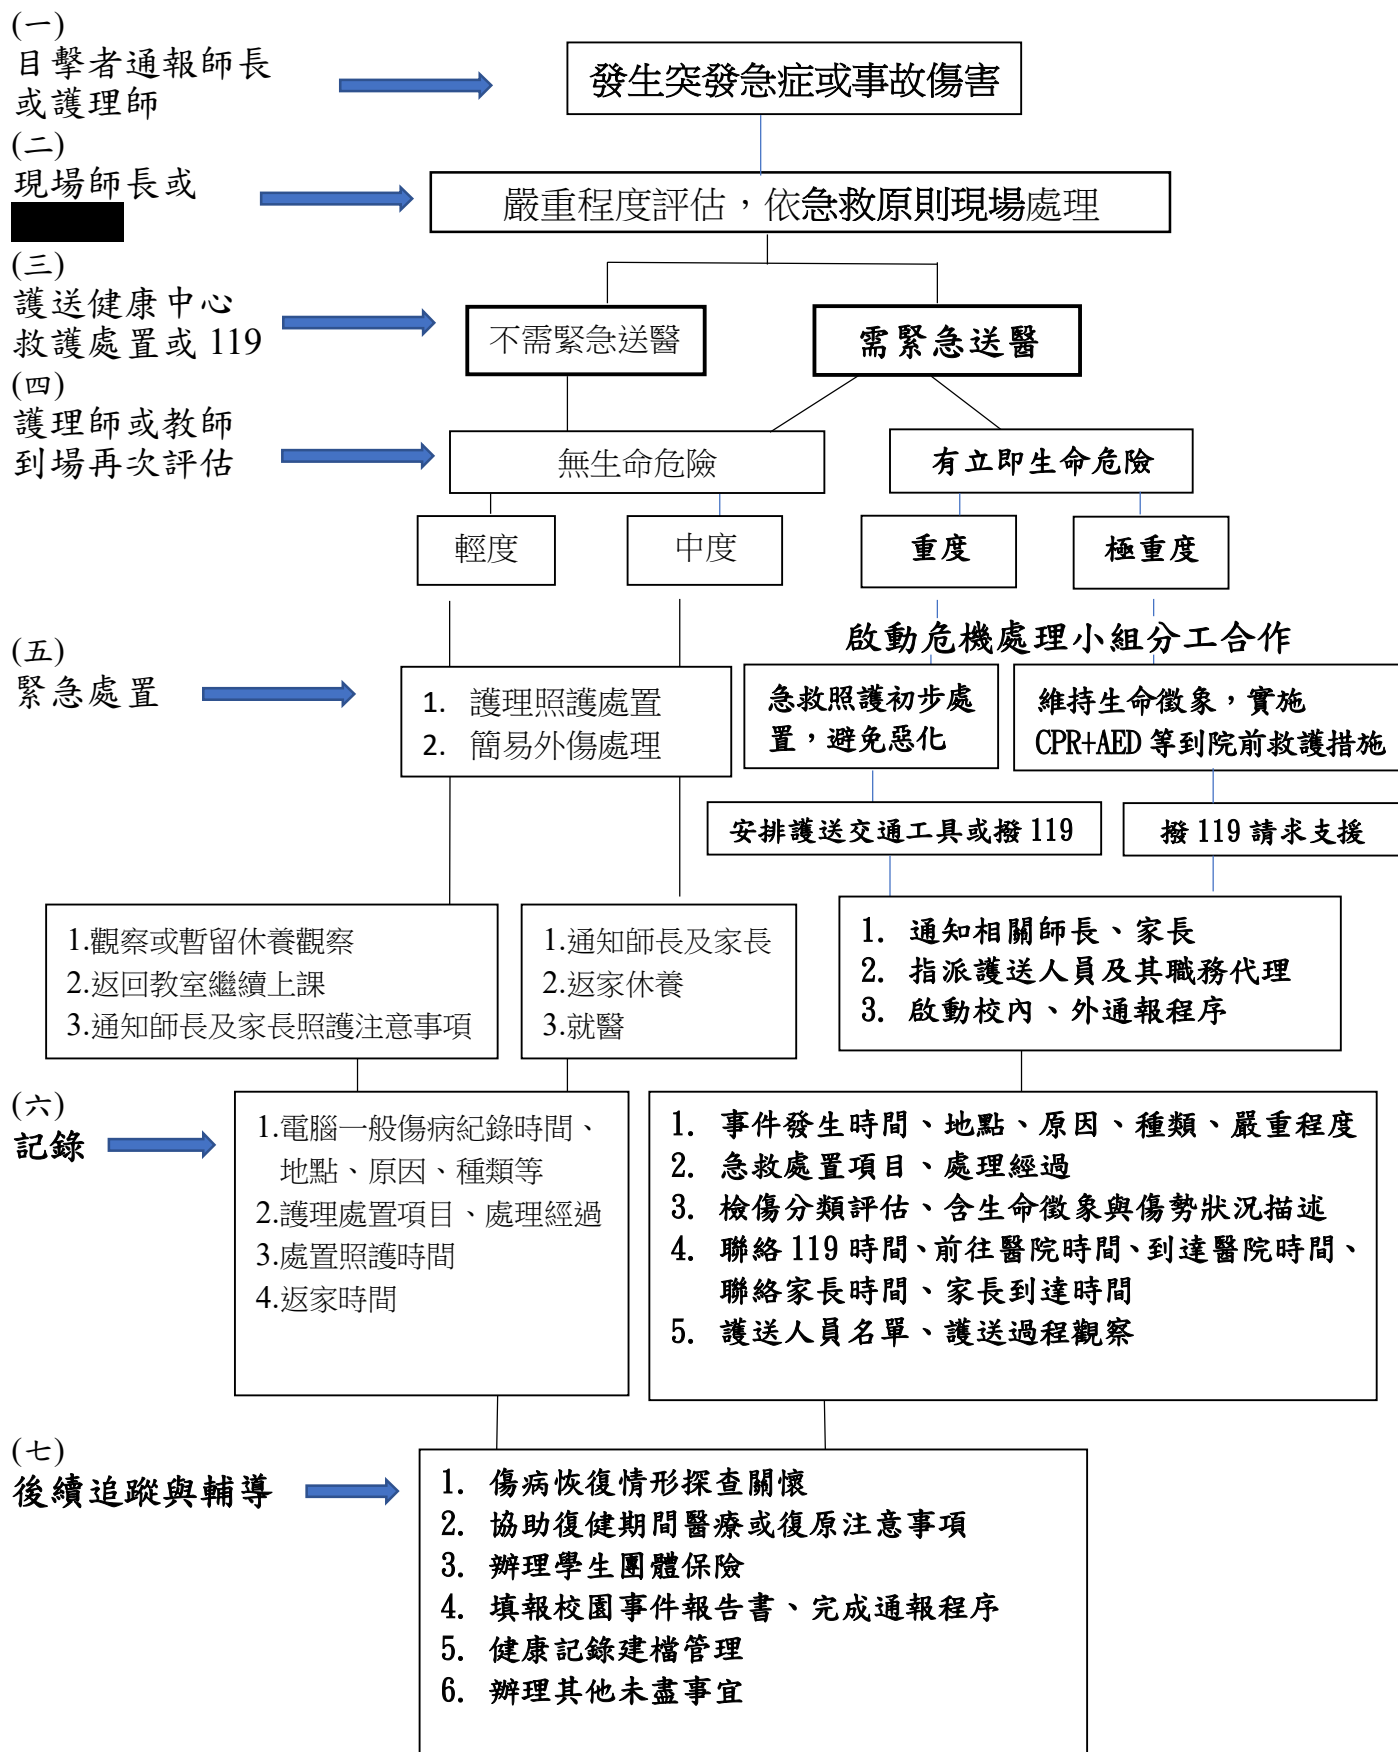 (一)
目擊者通報師長
或護理師
發生突發急症或事故傷害
(二)
現場師長或
嚴重程度評估，依急救原則現場處理
(三)
護送健康中心
救護處置或 119
不需緊急送醫
需緊急送醫
(四)
護理師或教師
到場再次評估
無生命危險
有立即生命危險
輕度
中度
重度
極重度
啟動危機處理小組分工合作
(五)
緊急處置
1. 護理照護處置
2. 簡易外傷處理
急救照護初步處
置，避免惡化
維持生命徵象，實施
CPR+AED 等到院前救護措施
安排護送交通工具或撥 119
撥 119 請求支援
1.觀察或暫留休養觀察
2.返回教室繼續上課
3.通知師長及家長照護注意事項
1.通知師長及家長
2.返家休養
3.就醫
1. 通知相關師長、家長
2. 指派護送人員及其職務代理
3. 啟動校內、外通報程序
(六)
記錄
1.電腦一般傷病紀錄時間、
地點、原因、種類等
2.護理處置項目、處理經過
3.處置照護時間
4.返家時間
1. 事件發生時間、地點、原因、種類、嚴重程度
2. 急救處置項目、處理經過
3. 檢傷分類評估、含生命徵象與傷勢狀況描述
4. 聯絡 119 時間、前往醫院時間、到達醫院時間、
聯絡家長時間、家長到達時間
5. 護送人員名單、護送過程觀察
(七)
後續追蹤與輔導
1. 傷病恢復情形探查關懷
2. 協助復健期間醫療或復原注意事項
3. 辦理學生團體保險
4. 填報校園事件報告書、完成通報程序
5. 健康記錄建檔管理
6. 辦理其他未盡事宜